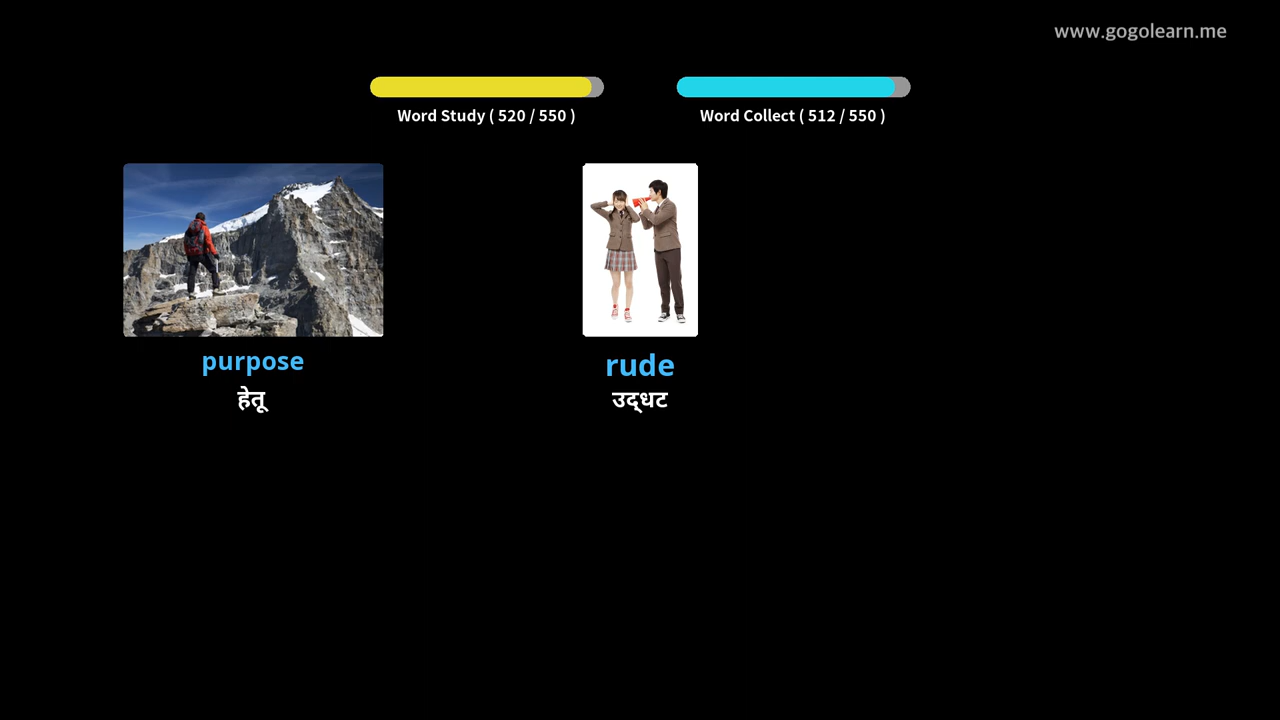 www.gogolearn.me
Word Study ( 520 / 550 )
Word Collect ( 512 / 550 )
purpose
हेतू
rude
उद्धट